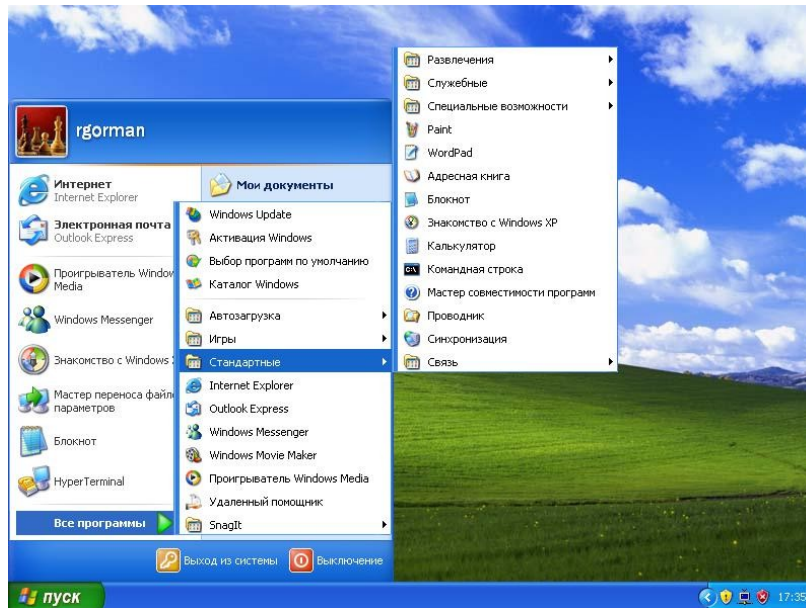 rgorman
Интернет
Internet Explorer
Электронная почта
Outlook Express
Проигрыватель Window
Media
Windows Messenger
Знакомство с Windows
Мастер переноса файл
параметров
Блокнот
HyperTerminal
Все программы
Мои документы
Windows Update
Активация Windows
Выбор программ по умолчанию
Каталог Windows
Автозагрузка
Игры
Стандартные
Internet Explorer
Outlook Express
Windows Messenger
Windows Movie Maker
Проигрыватель Windows Media
Удаленный помощник
SnagIt
Развлечения
Служебные
Специальные возможности
Paint
WordPad
Адресная книга
Блокнот
Знакомство с Windows XP
Калькулятор
Командная строка
Мастер совместимости программ
Проводник
Синхронизация
Связь
Выход из системы
Выключение
пуск
17:35